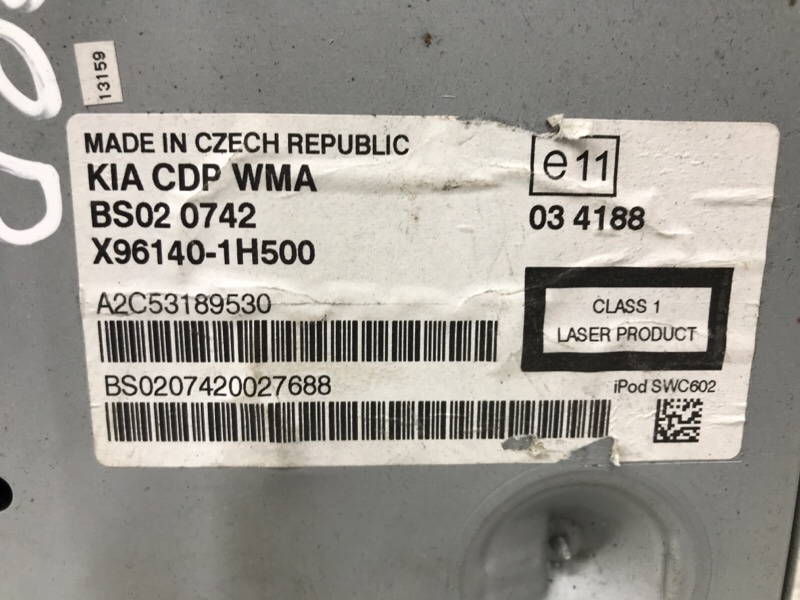 13159
MADE IN CZECH REPUBLIC
KIA CDP WMA
BS02 0742
X96140-1H500
e11
03 4188
A2C53189530
CLASS 1
LASER PRODUCT
BS0207420027688
iPod SWC602